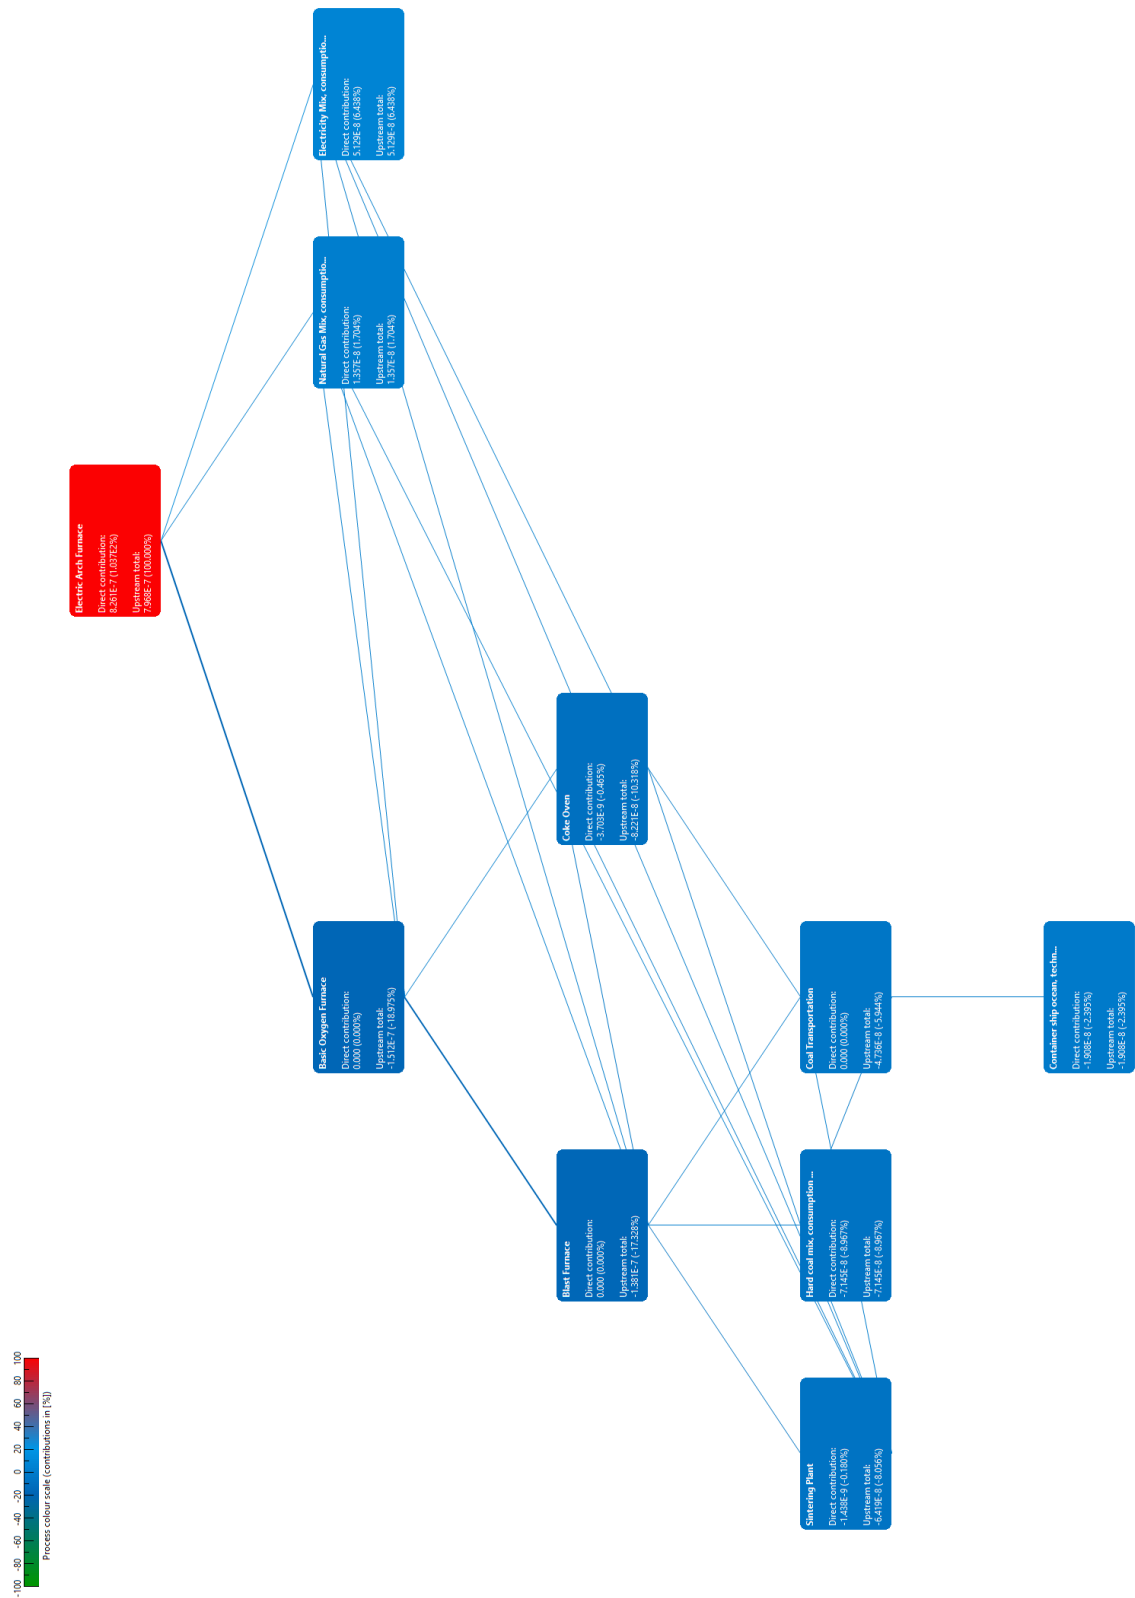 Electric Arch Furnace
Direct contribution:
8.261E-7 (1.037E2%)
Upstream total:
7.968E-7 (100.000%)
Electricity Mix, consumptio...
Direct contribution:
5.129E-8 (6.438%)
Upstream total:
5.129E-8 (6.438%)
Natural Gas Mix, consumptio...
Direct contribution:
1.357E-8 (1.704%)
Upstream total:
1.357E-8 (1.704%)
Basic Oxygen Furnace
Direct contribution:
0.000 (0.000%)
Upstream total:
-1.512E-7 (-18.975%)
Coke Oven
Direct contribution:
-3.703E-9 (-0.465%)
Upstream total:
-8.221E-8 (-10.318%)
Blast Furnace
Direct contribution:
0.000 (0.000%)
Upstream total:
-1.381E-7 (-17.328%)
Coal Transportation
Direct contribution:
0.000 (0.000%)
Upstream total:
-4.736E-8 (-5.944%)
Hard coal mix, consumption ...
Direct contribution:
-7.145E-8 (-8.967%)
Upstream total:
-7.145E-8 (-8.967%)
Sintering Plant
Direct contribution:
-1.438E-9 (-0.180%)
Upstream total:
-6.419E-8 (-8.056%)
Container ship ocean, techn...
Direct contribution:
-1.908E-8 (-2.395%)
Upstream total:
-1.908E-8 (-2.395%)
-100 -80 -60 -40 -20 0 20 40 60 80 100
Process colour scale (contributions in [%])